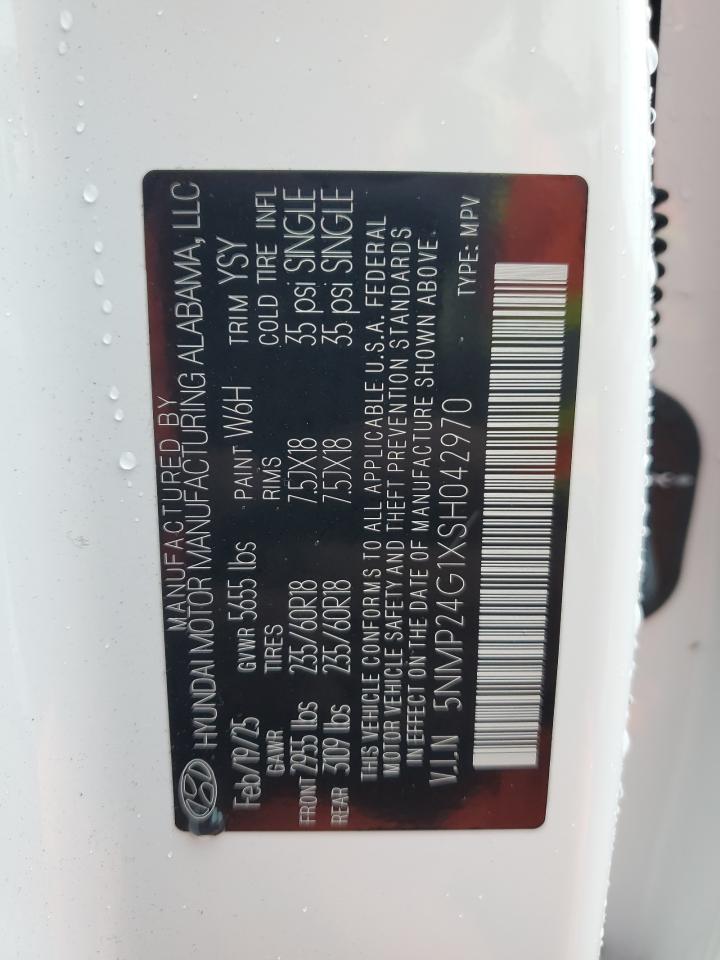 MANUFACTURED BY
HYUNDAI MOTOR MANUFACTURING ALABAMA, LLC
Feb/19/25 GVWR 5655 lbs PAINT W6H TRIM YSY
GAWR TIRES RIMS COLD TIRE INFL
FRONT 2955 lbs 235/60R18 7.5JX18 35 psi SINGLE
REAR 3109 lbs 235/60R18 7.5JX18 35 psi SINGLE
THIS VEHICLE CONFORMS TO ALL APPLICABLE U.S.A. FEDERAL
MOTOR VEHICLE SAFETY AND THEFT PREVENTION STANDARDS
IN EFFECT ON THE DATE OF MANUFACTURE SHOWN ABOVE.
V.I.N 5NMP24G1XSH042970 TYPE: MPV